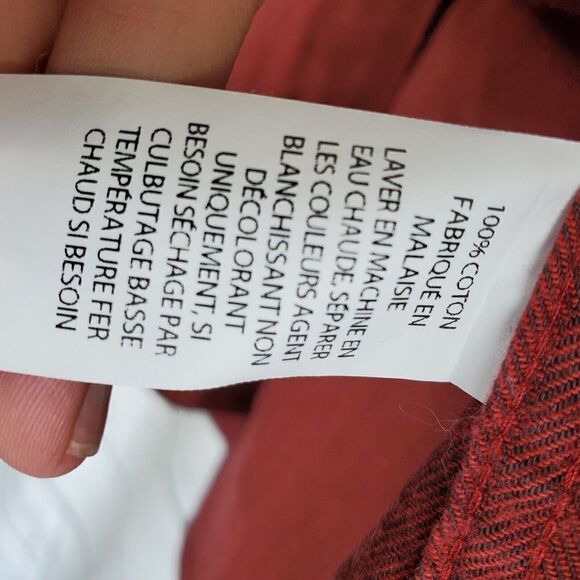 100% COTON
FABRIQUÉ EN
MALAISIE
LAVER EN MACHINE EN
EAU CHAUDE, SÉPARER
LES COULEURS AGENT
BLANCHISSANT NON
DÉCOLORANT
UNIQUEMENT, SI
BESOIN SÉCHAGE PAR
CULBUTAGE BASSE
TEMPÉRATURE FER
CHAUD SI BESOIN